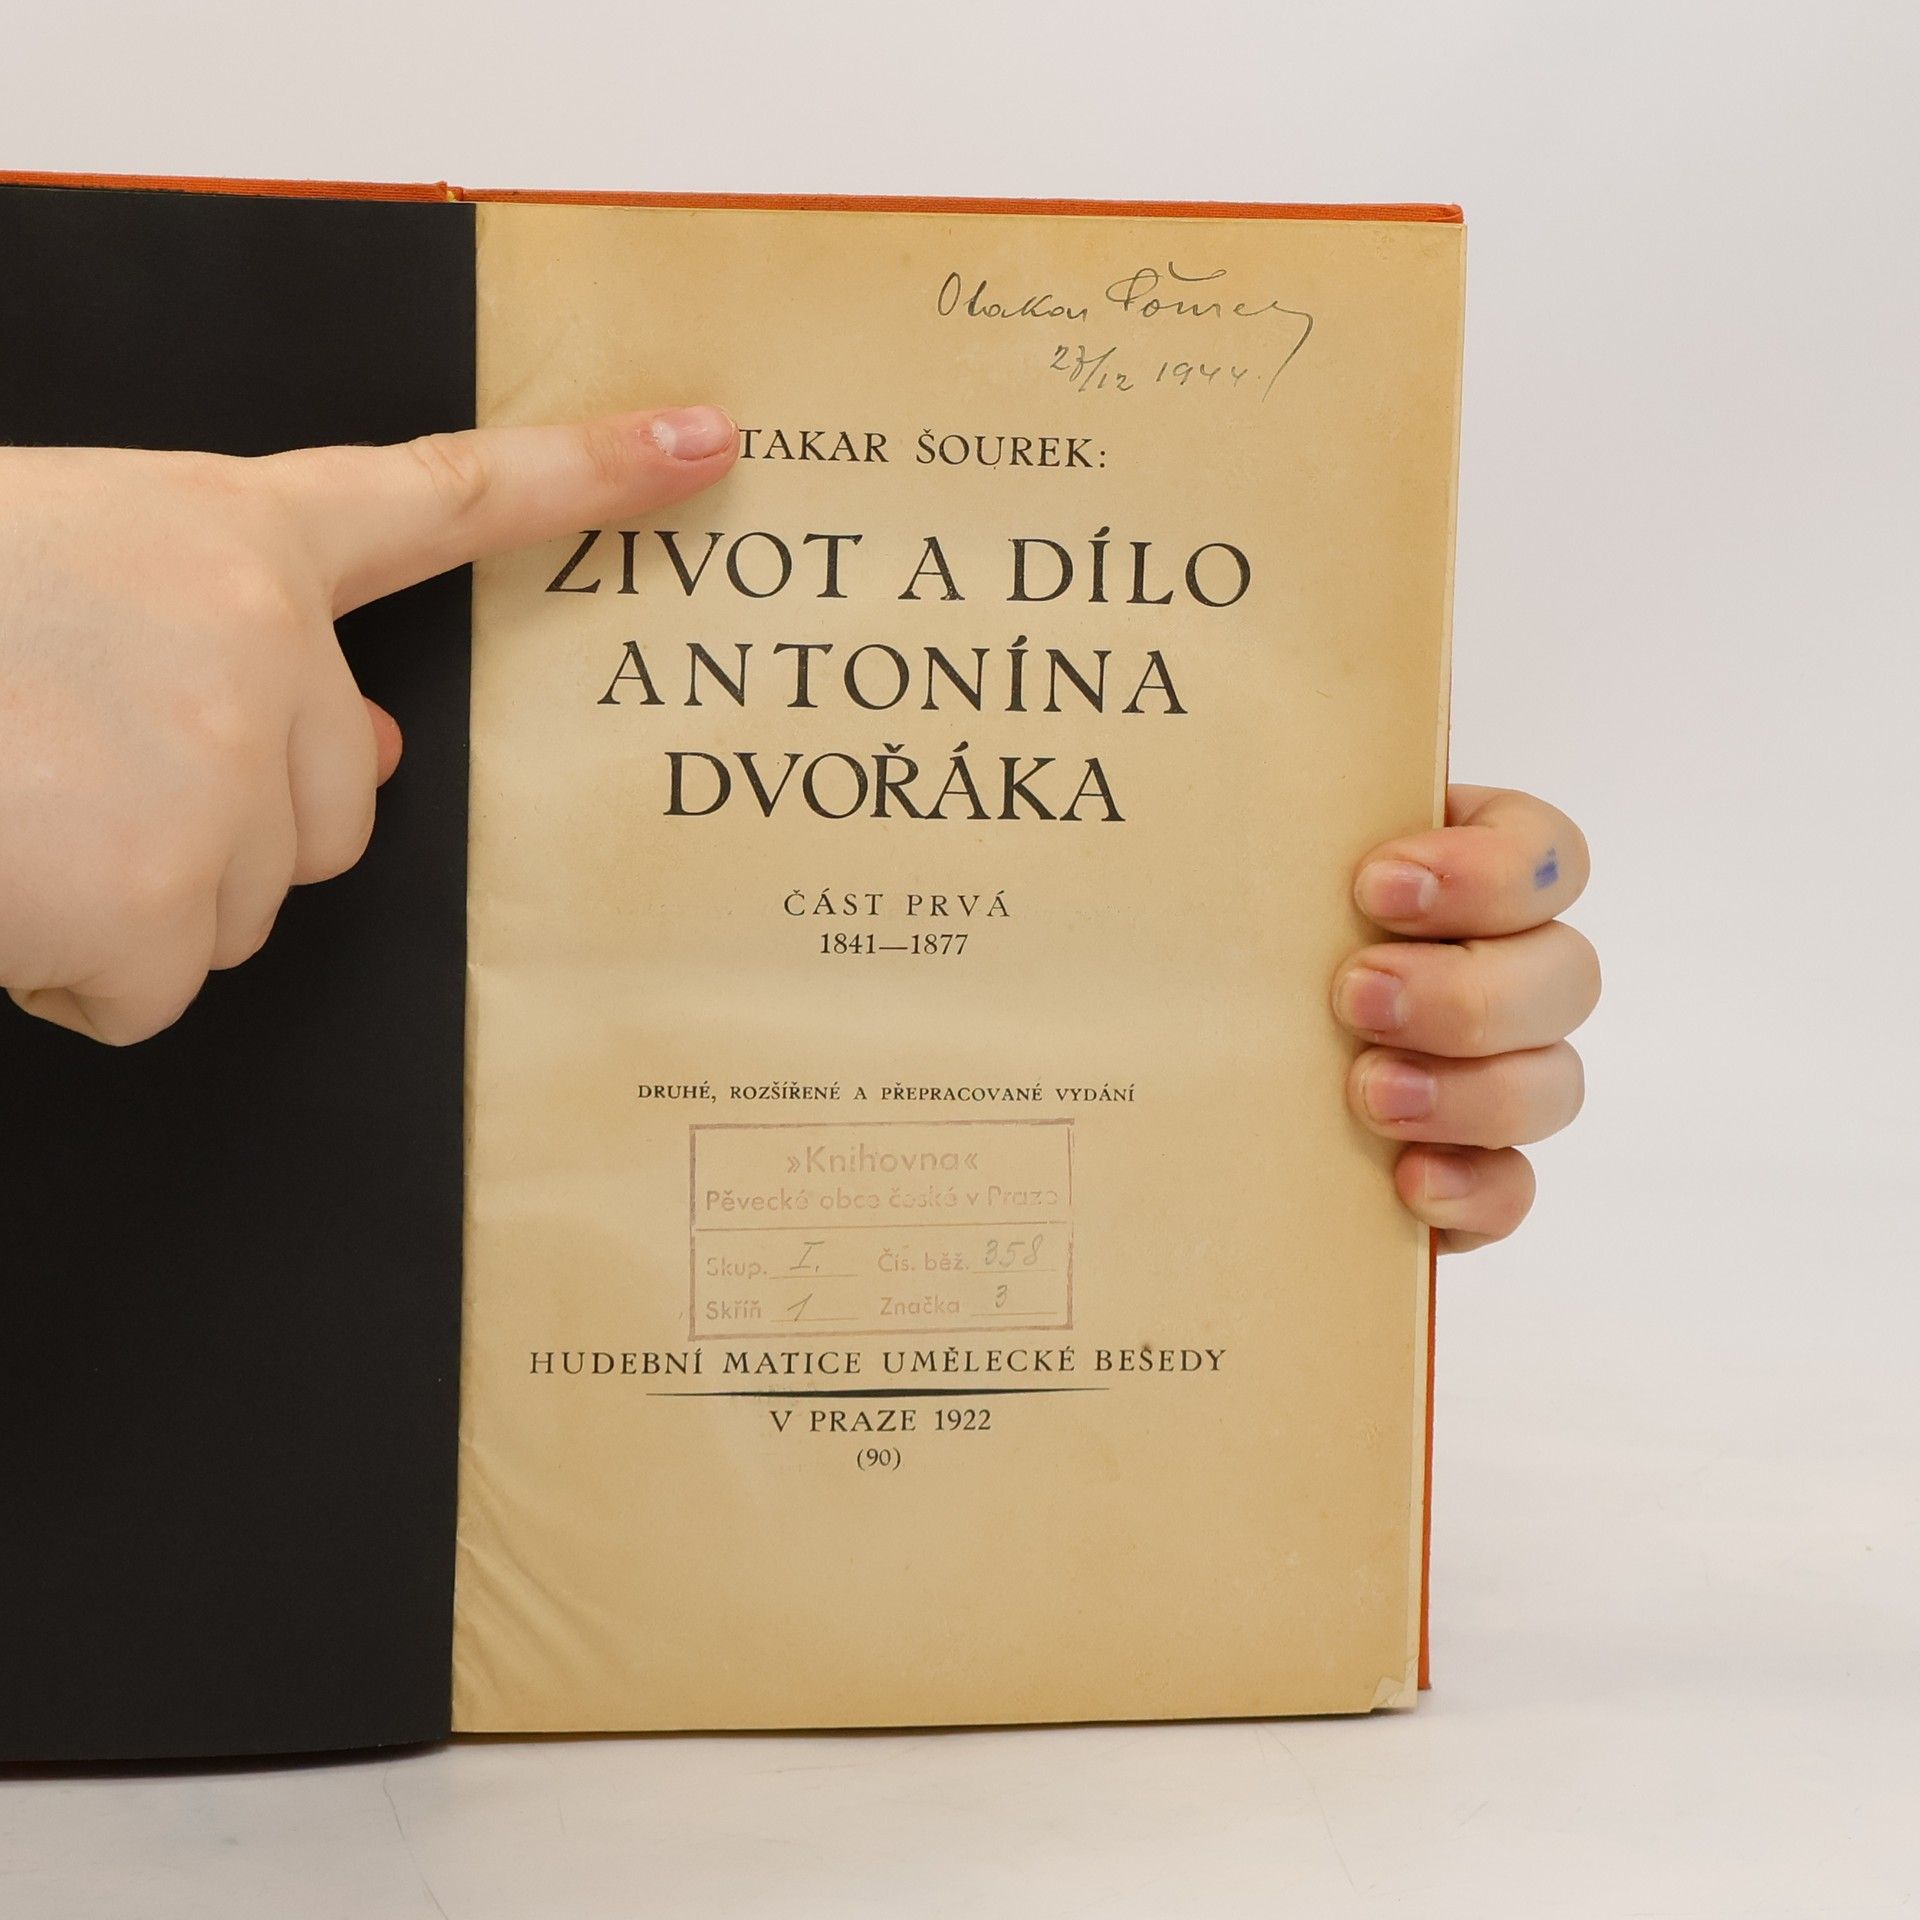 Otakar Šourek
27/12 1944.
TAKAR ŠOUREK:
ŽIVOT A DÍLO
ANTONÍNA
DVOŘÁKA
ČÁST PRVÁ
1841—1877
DRUHÉ, ROZŠÍŘENÉ A PŘEPRACOVANÉ VYDÁNÍ
»Knihovna«
Pěvecké obce české v Praze
Skup. I. Čís. běž. 358
Skříň 1 Značka 3
HUDEBNÍ MATICE UMĚLECKÉ BESEDY
V PRAZE 1922
(90)